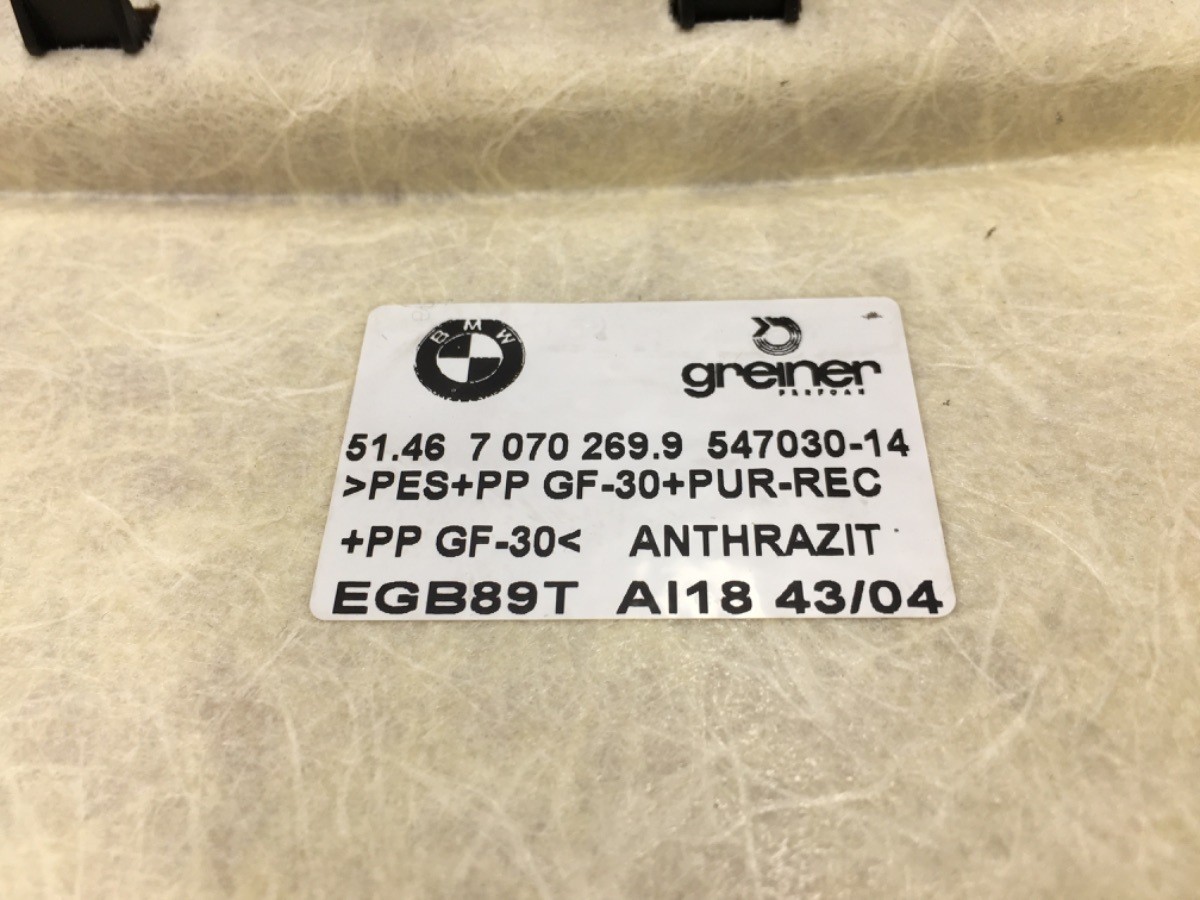 BMW
greiner
PERFOAM
51.46 7 070 269.9 547030-14
>PES+PP GF-30+PUR-REC
+PP GF-30< ANTHRAZIT
EGB89T AI18 43/04